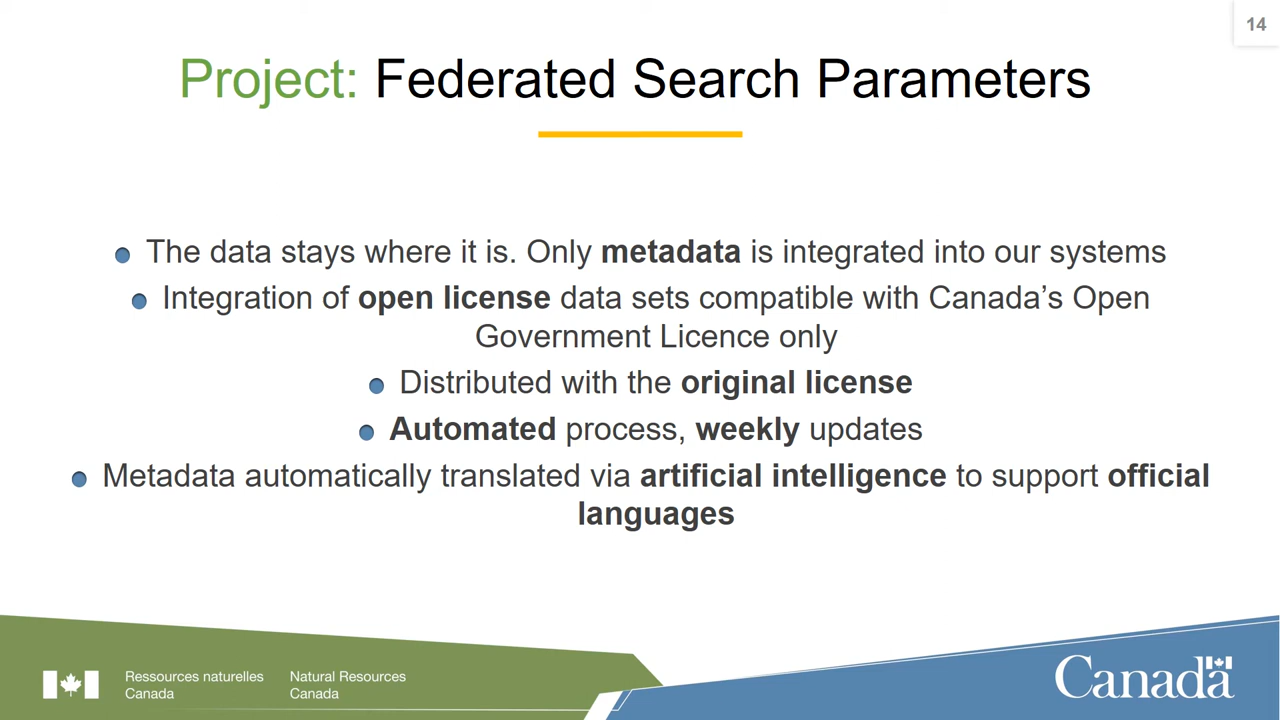 14
Project: Federated Search Parameters
The data stays where it is. Only metadata is integrated into our systems
Integration of open license data sets compatible with Canada’s Open
Government Licence only
Distributed with the original license
Automated process, weekly updates
Metadata automatically translated via artificial intelligence to support official
languages
Ressources naturelles
Canada
Natural Resources
Canada
Canada